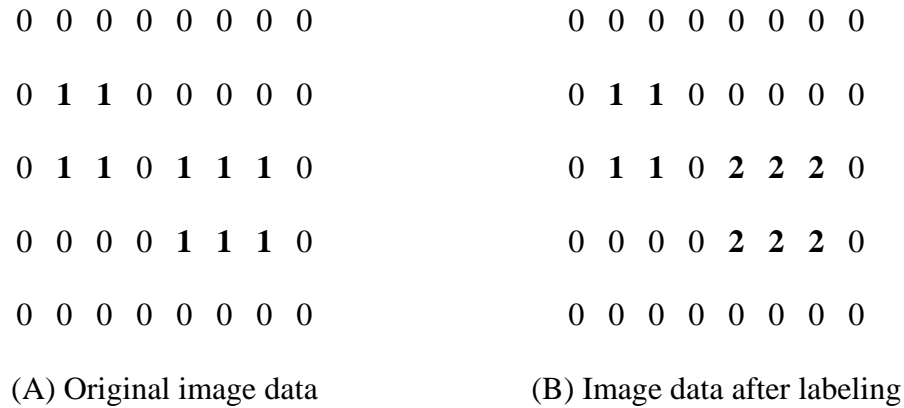 0 0 0 0 0 0 0 0 0 0 0 0 0 0 0 0
0 1 1 0 0 0 0 0 0 1 1 0 0 0 0 0
0 1 1 0 1 1 1 0 0 1 1 0 2 2 2 0
0 0 0 0 1 1 1 0 0 0 0 0 2 2 2 0
0 0 0 0 0 0 0 0 0 0 0 0 0 0 0 0
(A) Original image data (B) Image data after labeling